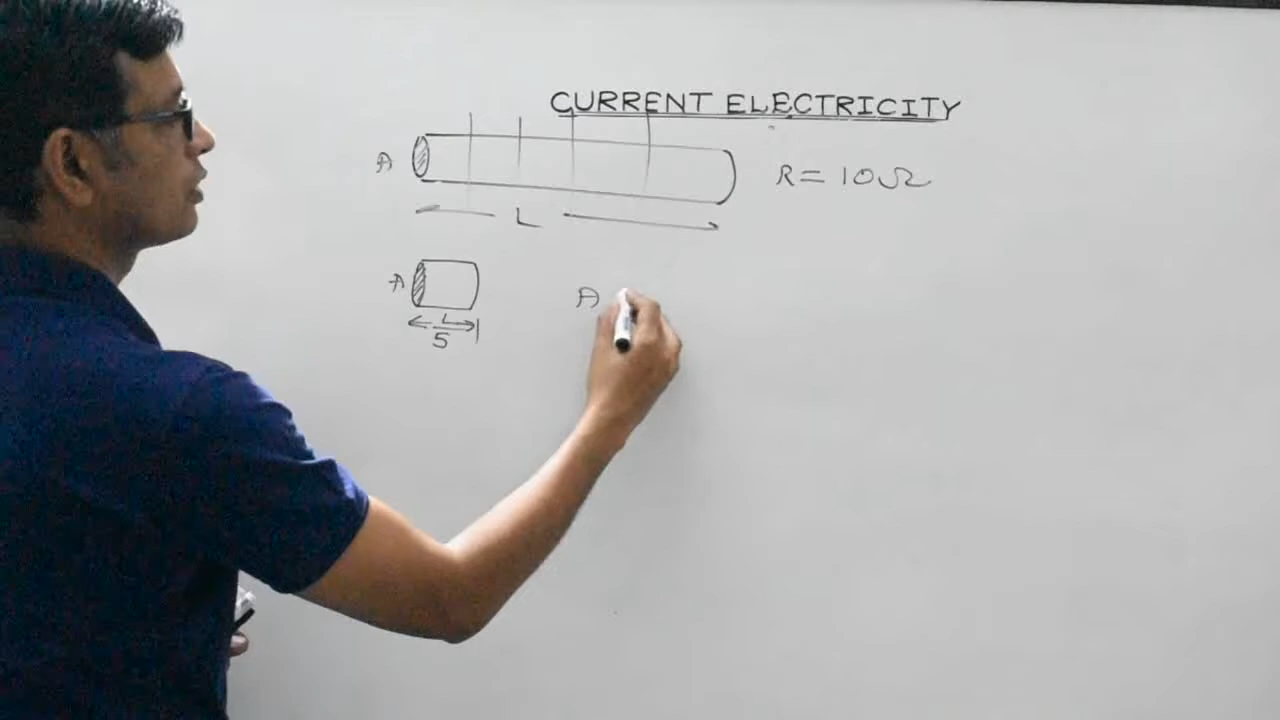 CURRENT ELECTRICITY
A
R = 10Ω
L
A
A
L
5